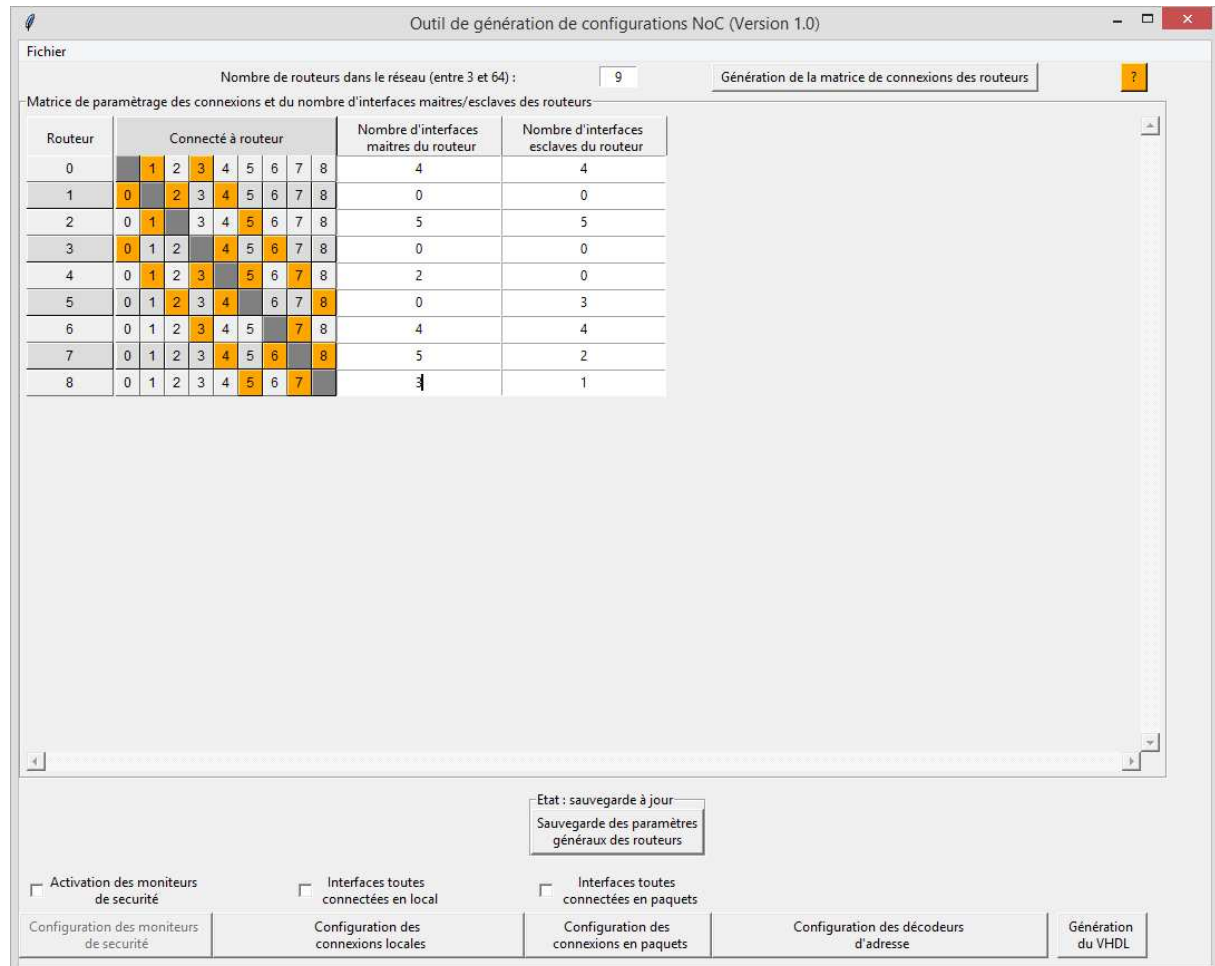 Outil de génération de configurations NoC (Version 1.0)
Fichier
Nombre de routeurs dans le réseau (entre 3 et 64) : 9 Génération de la matrice de connexions des routeurs ?
Matrice de paramètrage des connexions et du nombre d'interfaces maitres/esclaves des routeurs
Routeur Connecté à routeur Nombre d'interfaces maitres du routeur Nombre d'interfaces esclaves du routeur
0 1 2 3 4 5 6 7 8 4 4
1 0 2 3 4 5 6 7 8 0 0
2 0 1 3 4 5 6 7 8 5 5
3 0 1 2 4 5 6 7 8 0 0
4 0 1 2 3 5 6 7 8 2 0
5 0 1 2 3 4 6 7 8 0 3
6 0 1 2 3 4 5 7 8 4 4
7 0 1 2 3 4 5 6 8 5 2
8 0 1 2 3 4 5 6 7 3 1
Etat : sauvegarde à jour
Sauvegarde des paramètres
généraux des routeurs
Activation des moniteurs
de securité
Interfaces toutes
connectées en local
Interfaces toutes
connectées en paquets
Configuration des moniteurs
de securité
Configuration des
connexions locales
Configuration des
connexions en paquets
Configuration des décodeurs
d'adresse
Génération
du VHDL